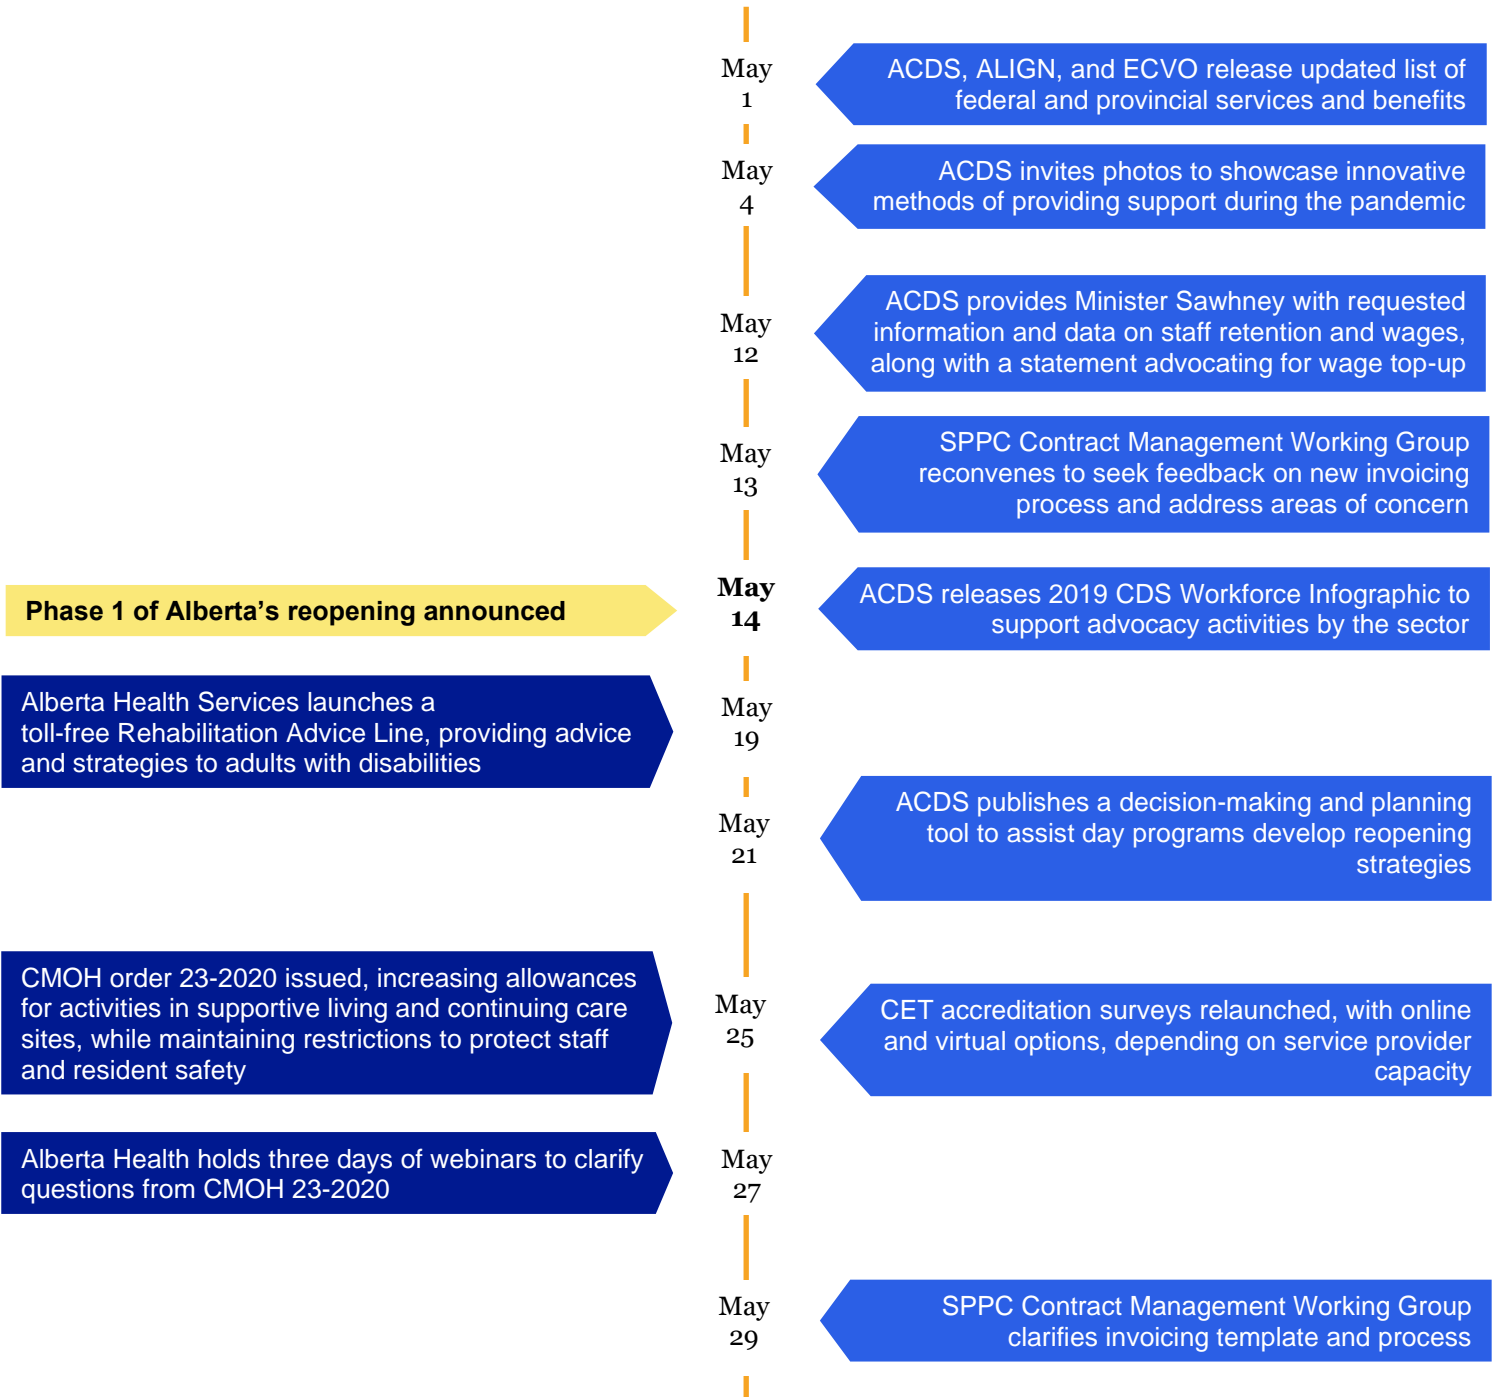 May
1
ACDS, ALIGN, and ECVO release updated list of
federal and provincial services and benefits
May
4
ACDS invites photos to showcase innovative
methods of providing support during the pandemic
May
12
ACDS provides Minister Sawhney with requested
information and data on staff retention and wages,
along with a statement advocating for wage top-up
May
13
SPPC Contract Management Working Group
reconvenes to seek feedback on new invoicing
process and address areas of concern
Phase 1 of Alberta’s reopening announced
May
14
ACDS releases 2019 CDS Workforce Infographic to
support advocacy activities by the sector
Alberta Health Services launches a
toll-free Rehabilitation Advice Line, providing advice
and strategies to adults with disabilities
May
19
May
21
ACDS publishes a decision-making and planning
tool to assist day programs develop reopening
strategies
CMOH order 23-2020 issued, increasing allowances
for activities in supportive living and continuing care
sites, while maintaining restrictions to protect staff
and resident safety
May
25
CET accreditation surveys relaunched, with online
and virtual options, depending on service provider
capacity
Alberta Health holds three days of webinars to clarify
questions from CMOH 23-2020
May
27
May
29
SPPC Contract Management Working Group
clarifies invoicing template and process